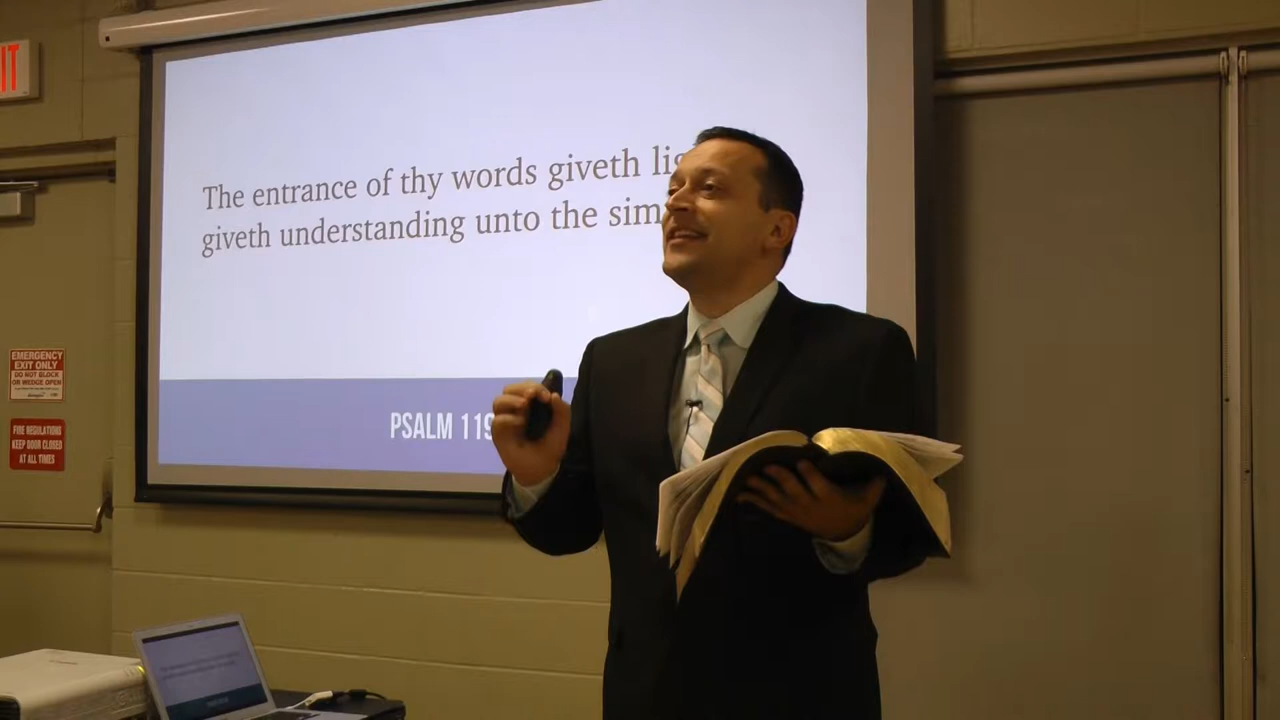 IT
The entrance of thy words giveth li
giveth understanding unto the sim
PSALM 119
EMERGENCY
EXIT ONLY
DO NOT BLOCK
OR WEDGE OPEN
FIRE REGULATIONS
KEEP DOOR CLOSED
AT ALL TIMES